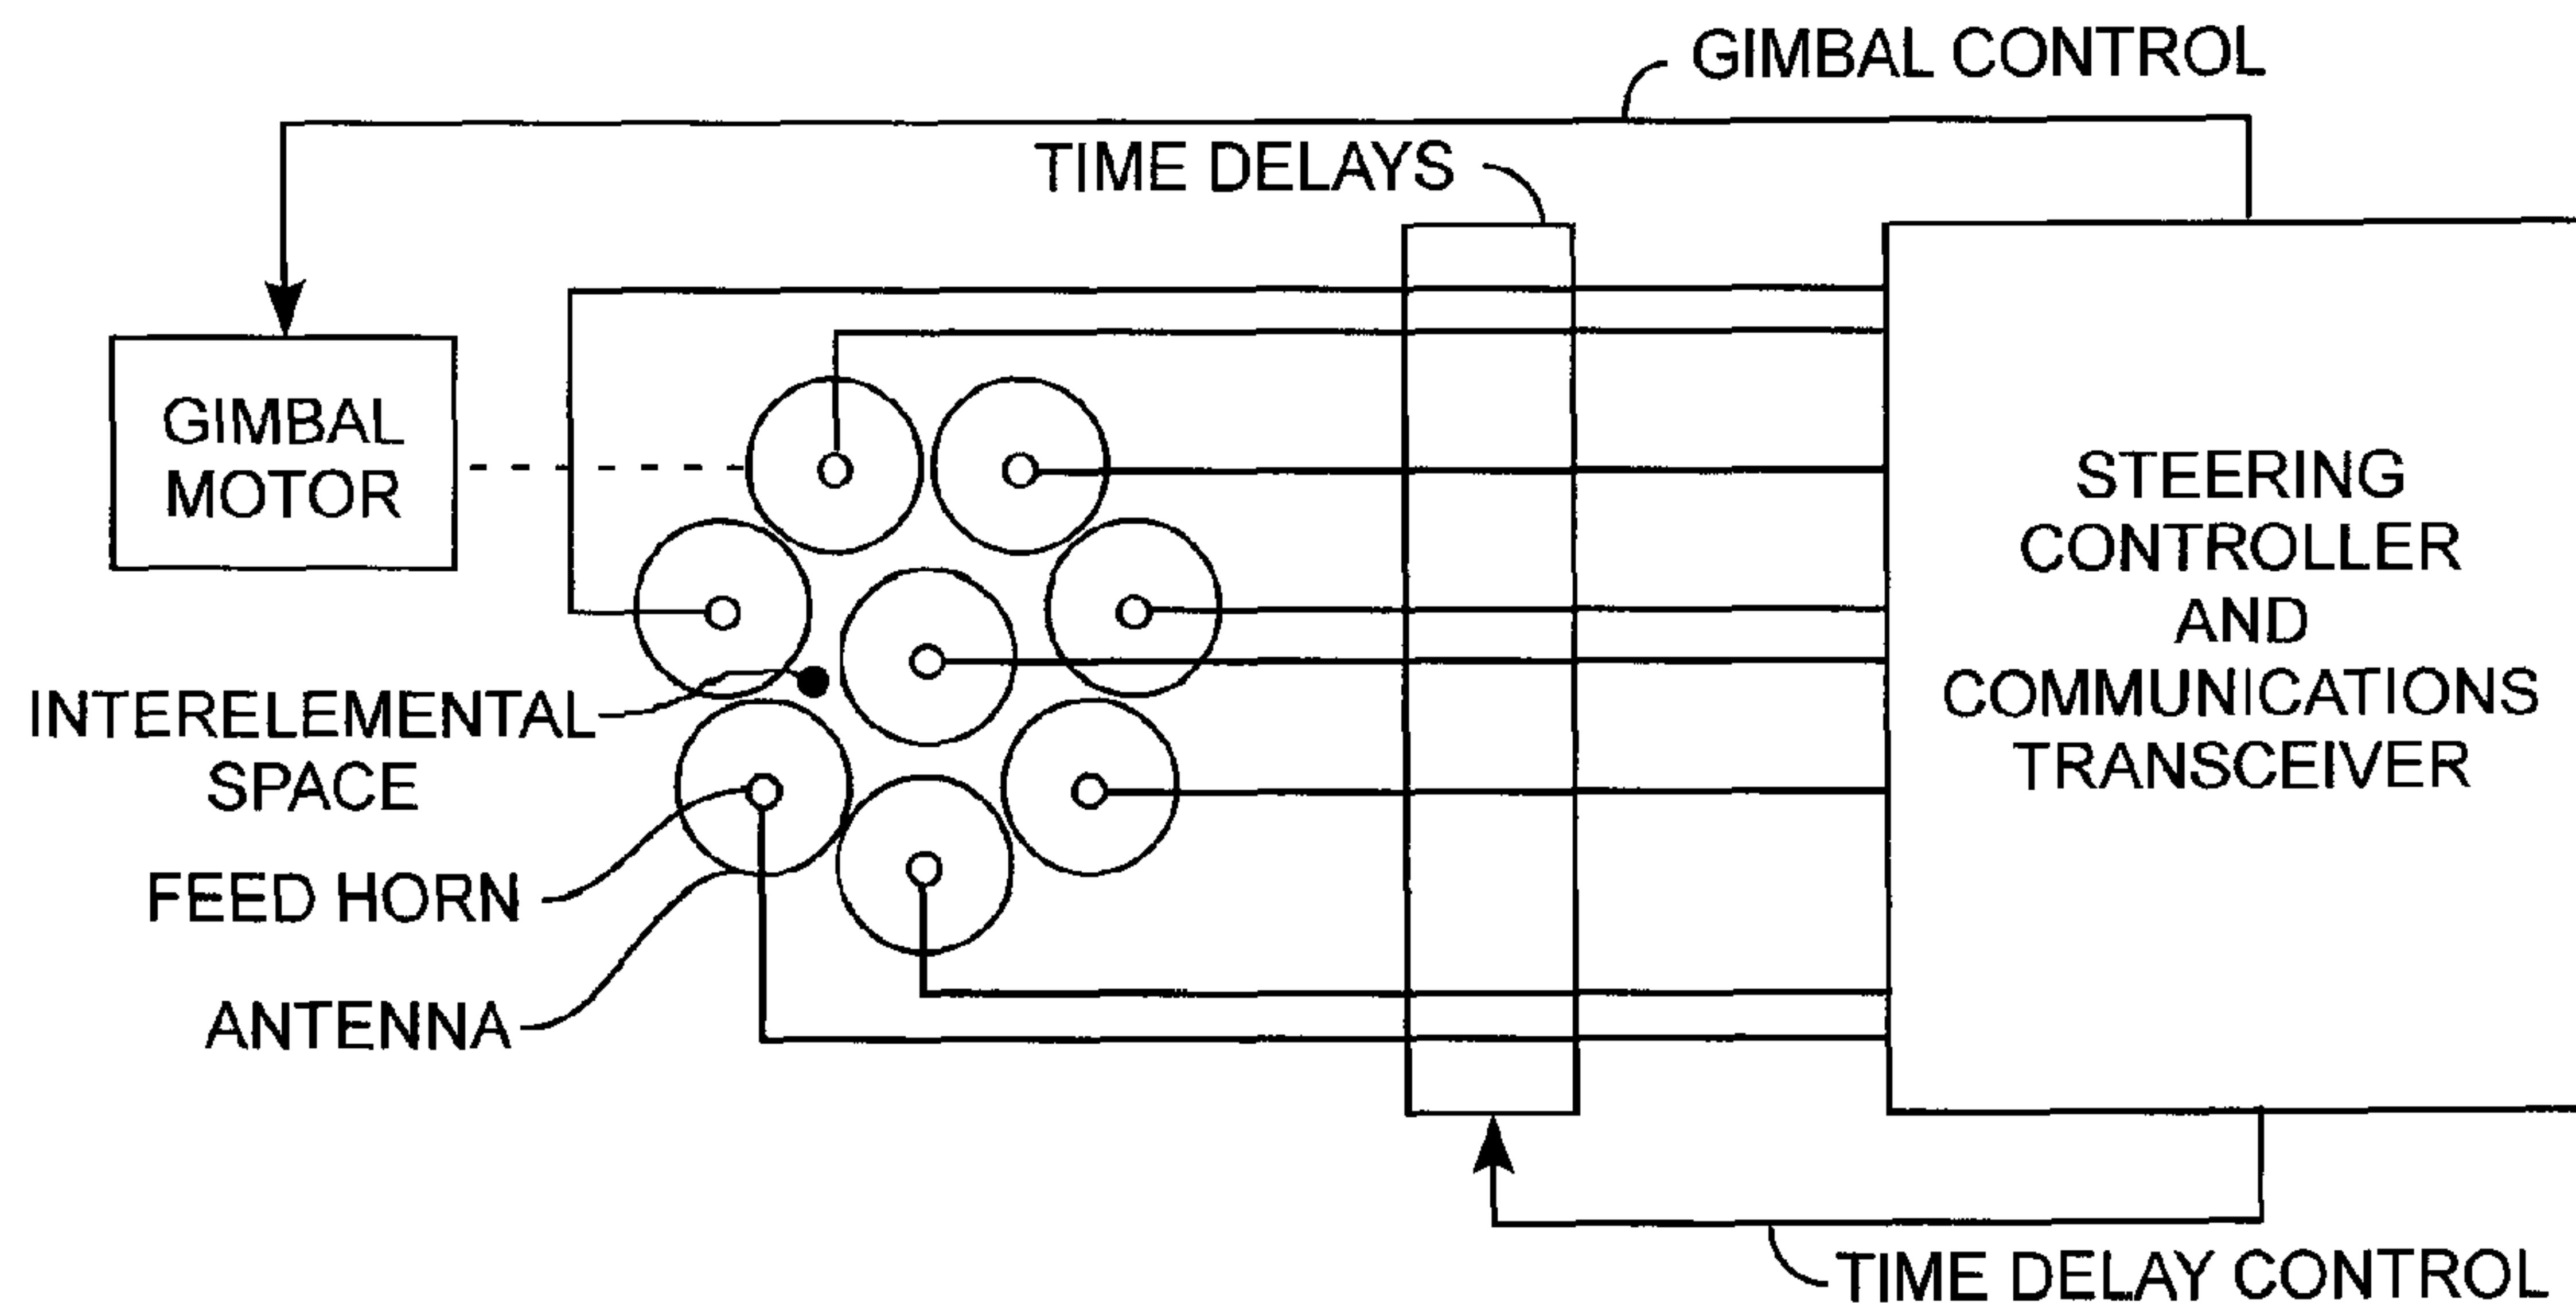 GIMBAL CONTROL
TIME DELAYS
GIMBAL
MOTOR
STEERING
CONTROLLER
AND
COMMUNICATIONS
TRANSCEIVER
INTERELEMENTAL
SPACE
FEED HORN
ANTENNA
TIME DELAY CONTROL